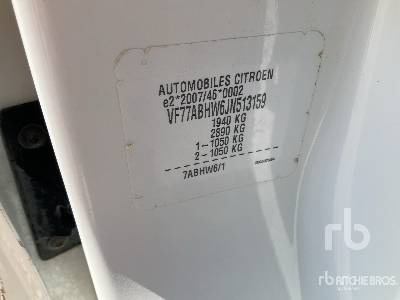 AUTOMOBILES CITROEN
e2*2007/46*0002
VF77ABHW6JN513159
1940 KG
2890 KG
1-1050 KG
2-1050 KG
7ABHW6/1
rb
RITCHIE BROS.